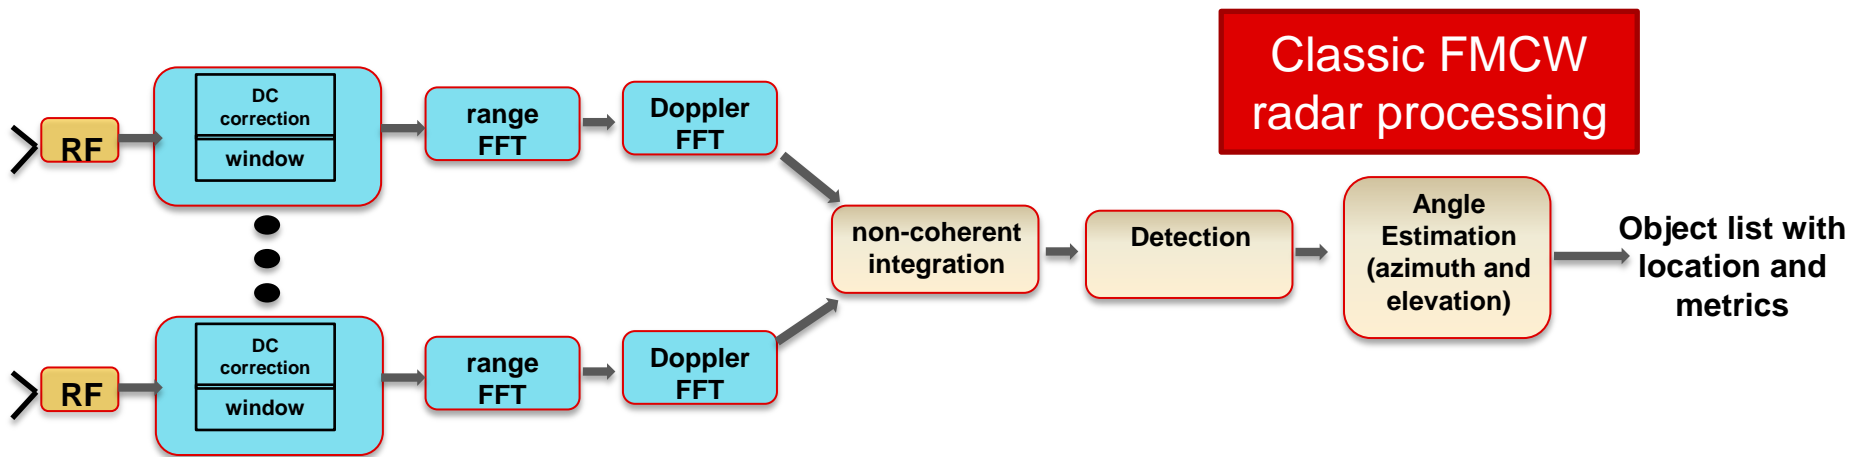 Classic FMCW
radar processing
RF
DC
correction
window
range
FFT
Doppler
FFT
non-coherent
integration
Detection
Angle
Estimation
(azimuth and
elevation)
Object list with
location and
metrics
RF
DC
correction
window
range
FFT
Doppler
FFT